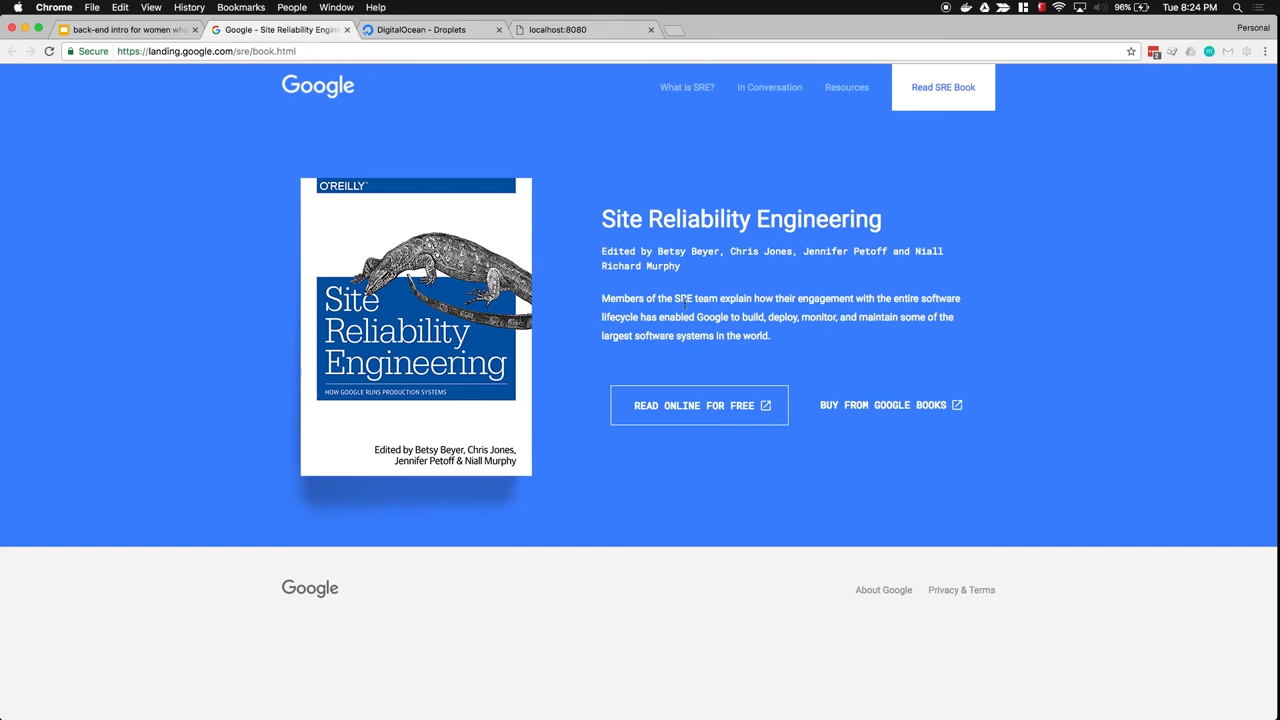 Chrome File Edit View History Bookmarks People Window Help 96% Tue 8:24 PM
back-end intro for women who Google - Site Reliability Engine DigitalOcean - Droplets localhost:8080 Personal
Secure https://landing.google.com/sre/book.html
Google What is SRE? In Conversation Resources Read SRE Book
O'REILLY
Site
Reliability
Engineering
HOW GOOGLE RUNS PRODUCTION SYSTEMS
Edited by Betsy Beyer, Chris Jones,
Jennifer Petoff & Niall Murphy
Site Reliability Engineering
Edited by Betsy Beyer, Chris Jones, Jennifer Petoff and Niall
Richard Murphy
Members of the SRE team explain how their engagement with the entire software
lifecycle has enabled Google to build, deploy, monitor, and maintain some of the
largest software systems in the world.
READ ONLINE FOR FREE BUY FROM GOOGLE BOOKS
Google About Google Privacy & Terms